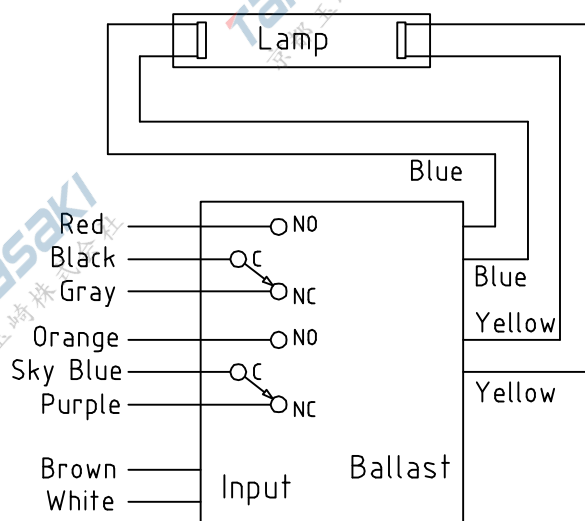 Lamp
Blue
Red
NO
Black
C
Blue
Gray
NC
Yellow
Orange
NO
Sky Blue
C
Yellow
Purple
NC
Brown
Ballast
Input
White